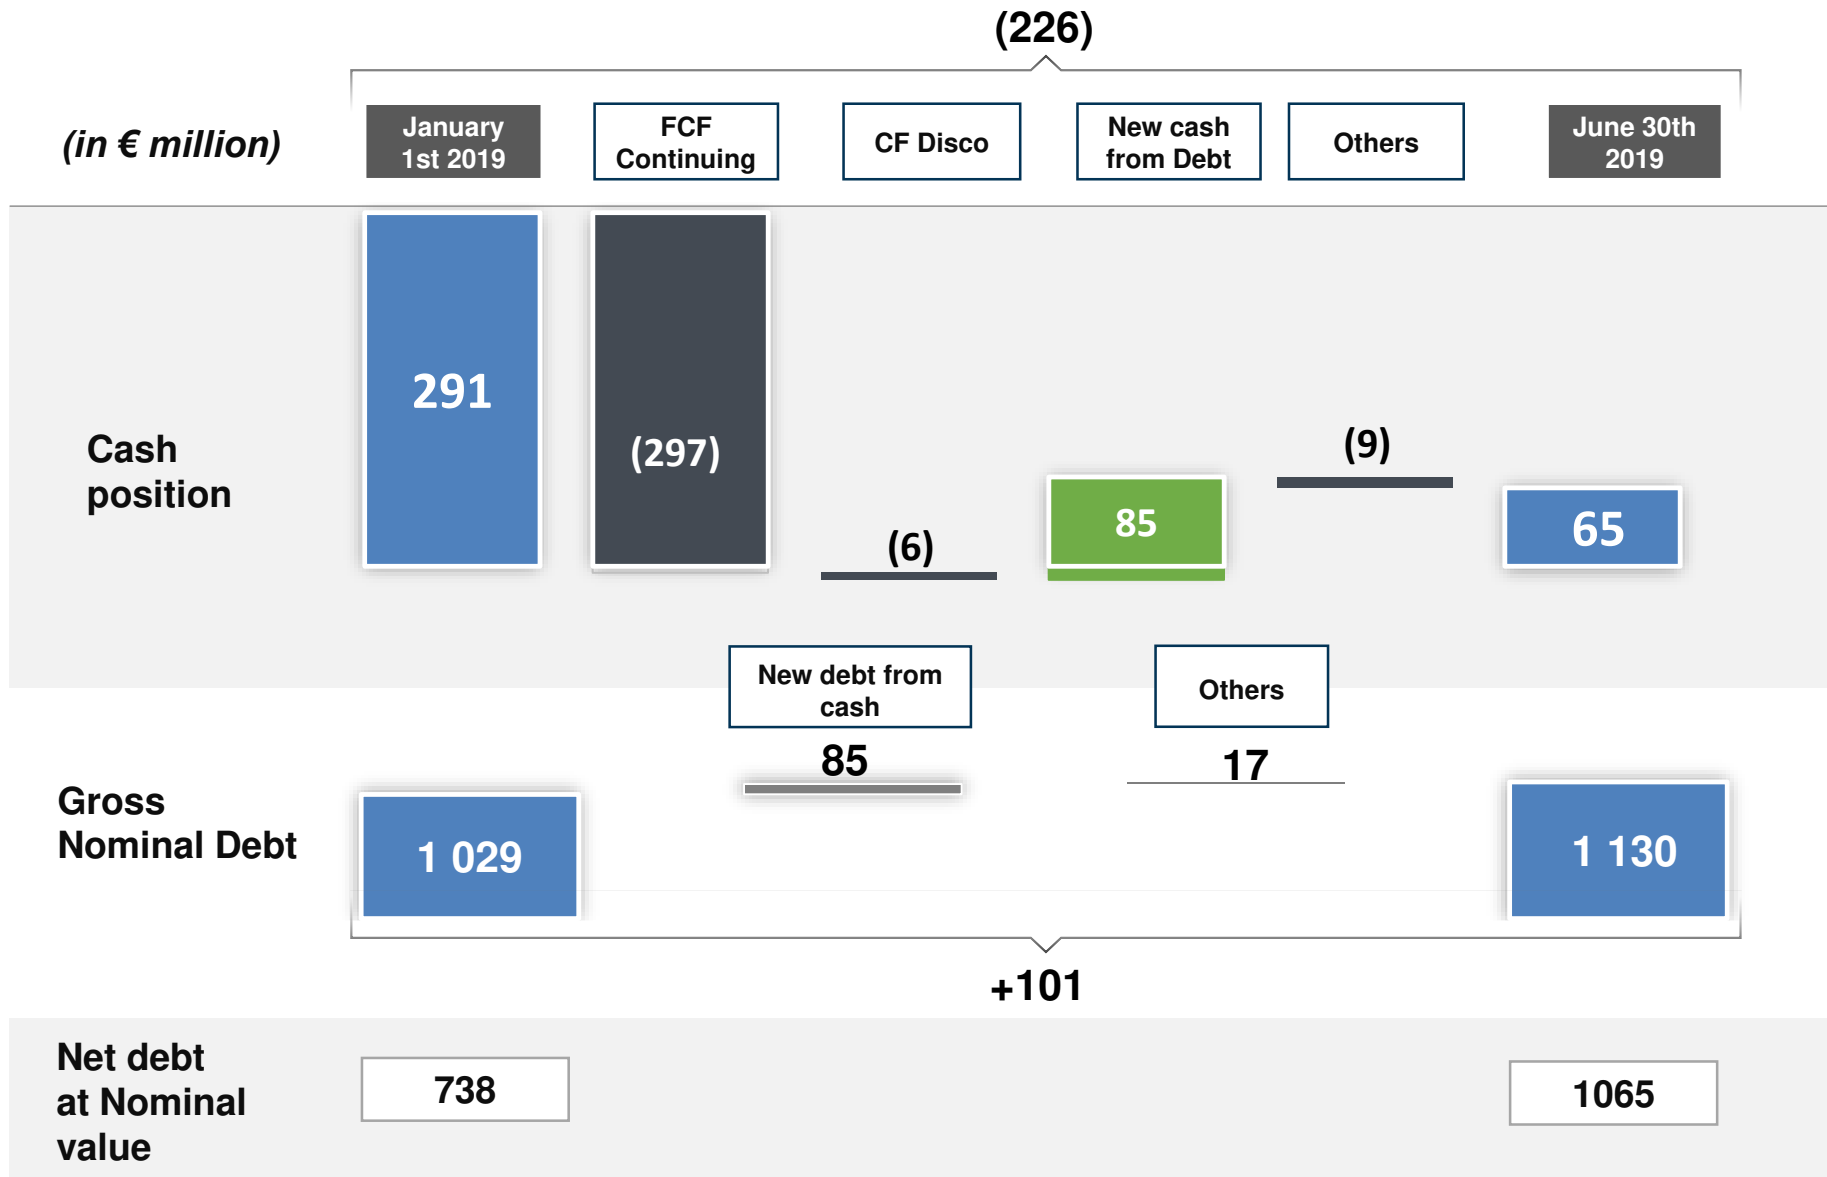 (226)
(in € million)
January
1st 2019
FCF
Continuing
CF Disco
New cash
from Debt
Others
June 30th
2019
Cash
position
291
(297)
(6)
85
(9)
65
New debt from
cash
Others
85
17
Gross
Nominal Debt
1 029
1 130
+101
Net debt
at Nominal
value
738
1065